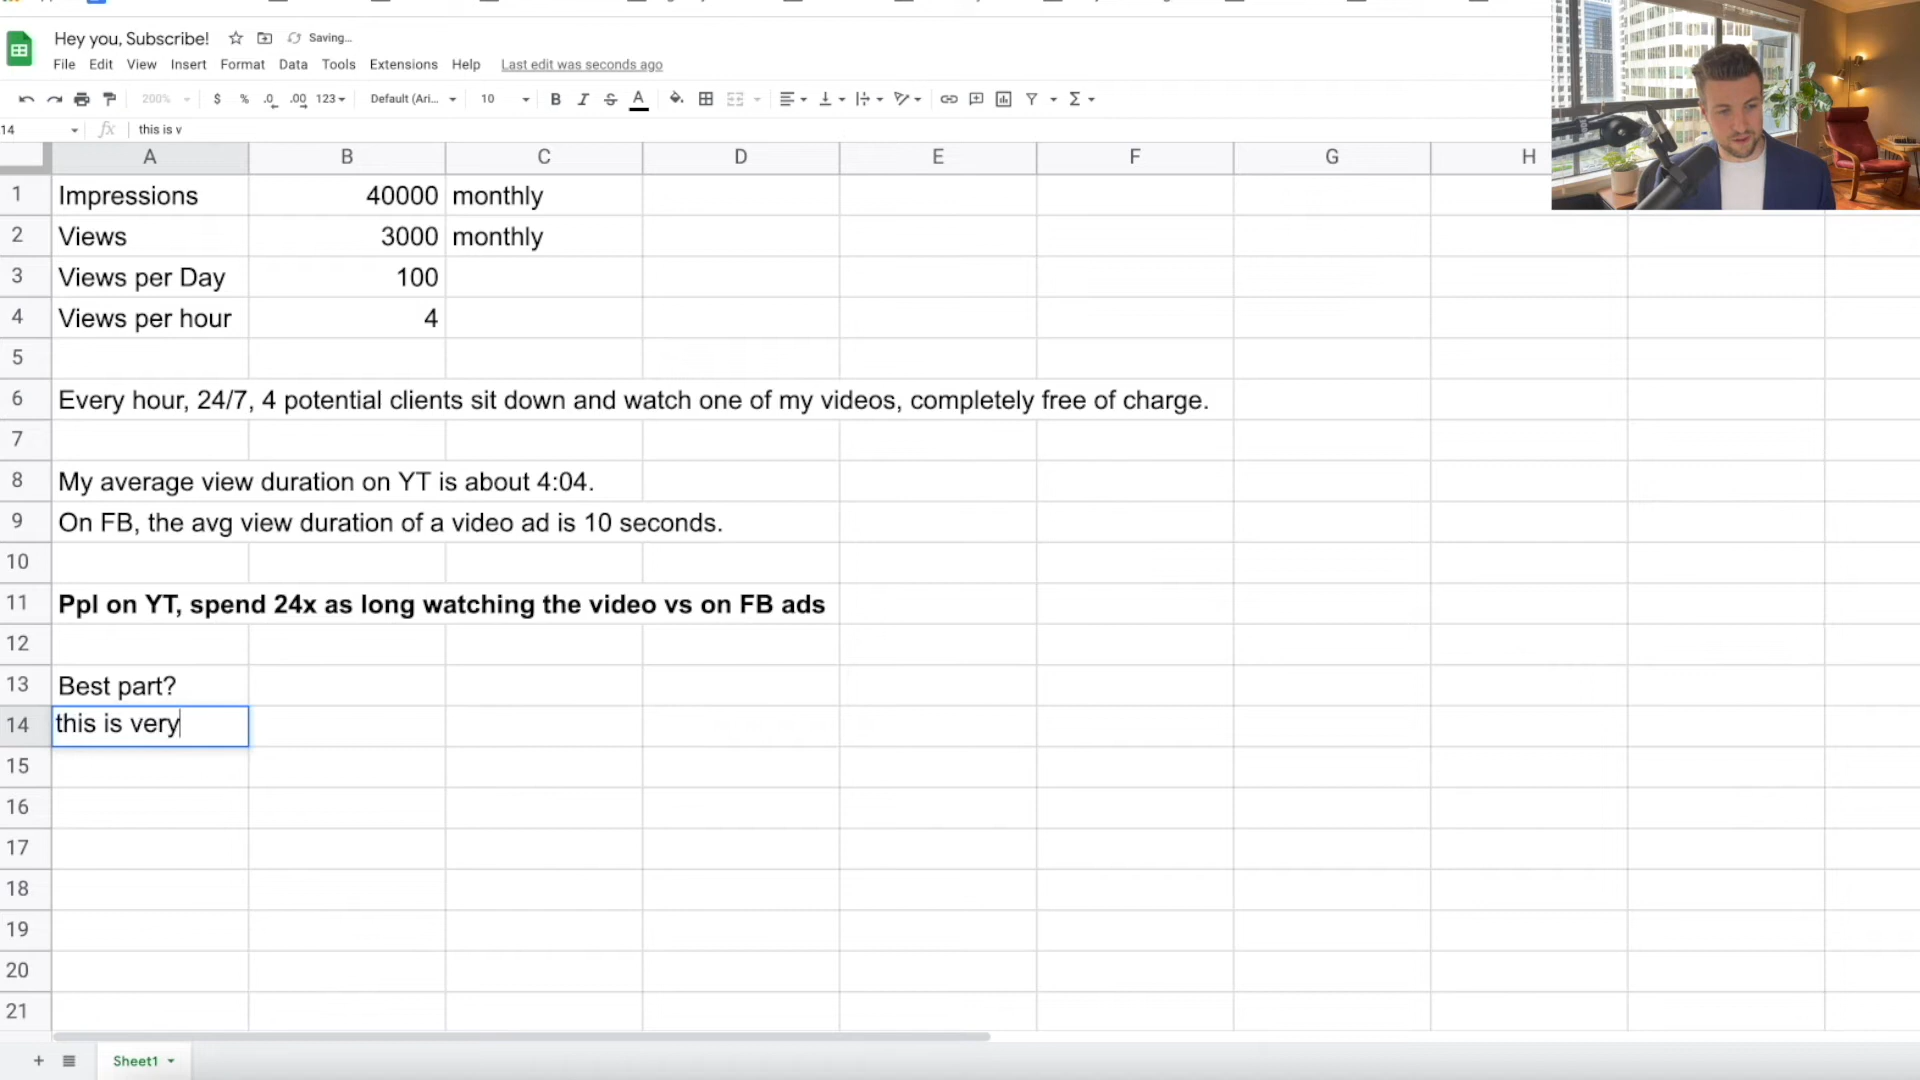 Hey you, Subscribe! Saving...
File Edit View Insert Format Data Tools Extensions Help Last edit was seconds ago
200% $ % .0 .00 123 Default (Ari... 10 B I S A
14 fx this is v
A B C D E F G H
1 Impressions 40000 monthly
2 Views 3000 monthly
3 Views per Day 100
4 Views per hour 4
5
6 Every hour, 24/7, 4 potential clients sit down and watch one of my videos, completely free of charge.
7
8 My average view duration on YT is about 4:04.
9 On FB, the avg view duration of a video ad is 10 seconds.
10
11 Ppl on YT, spend 24x as long watching the video vs on FB ads
12
13 Best part?
14 this is very
15
16
17
18
19
20
21
Sheet1